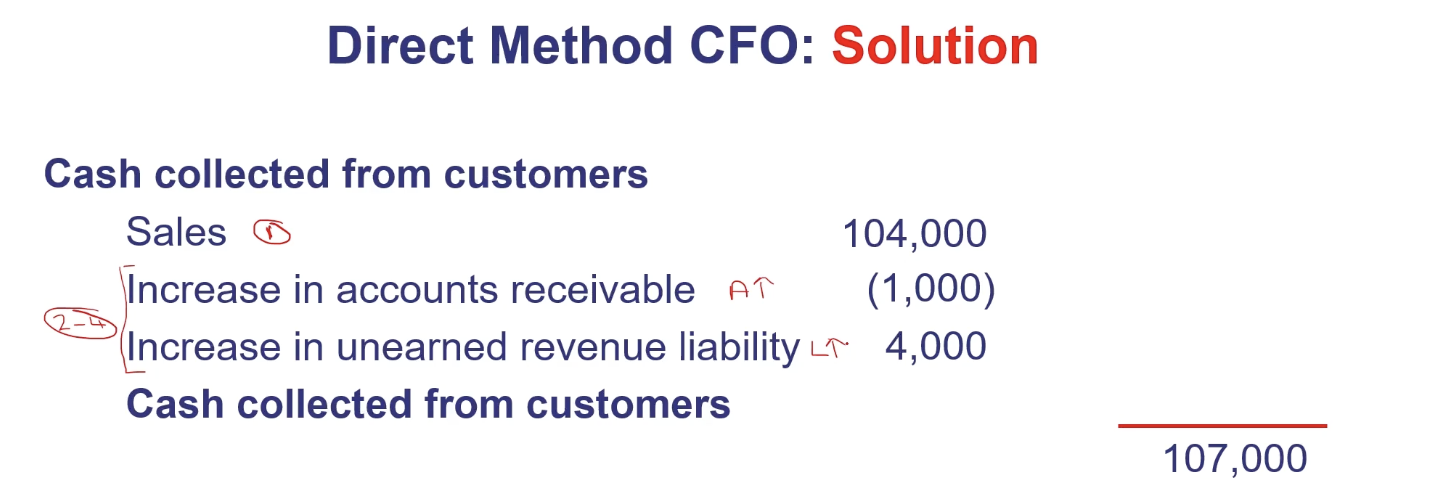 Direct Method CFO: Solution
Cash collected from customers
Sales 1 104,000
Increase in accounts receivable A↑ (1,000)
2-4
Increase in unearned revenue liability L↑ 4,000
Cash collected from customers
107,000